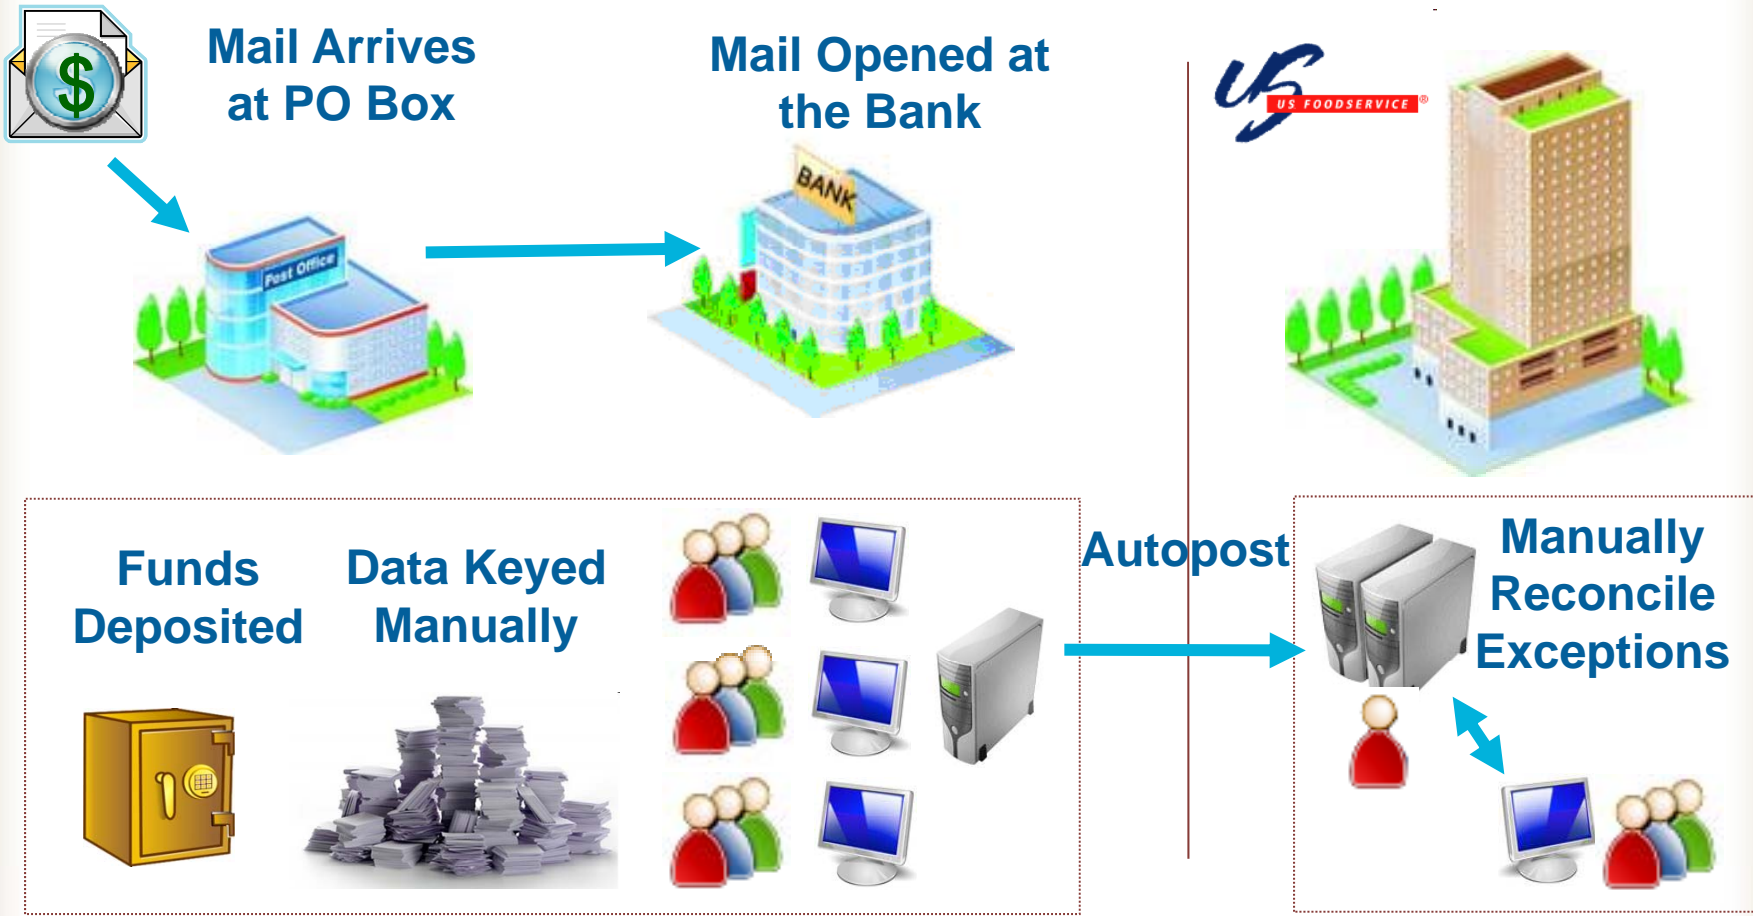 Mail Arrives
at PO Box
Mail Opened at
the Bank
$
US
US FOODSERVICE®
BANK
Post Office
Funds
Deposited
Data Keyed
Manually
Autopost
Manually
Reconcile
Exceptions